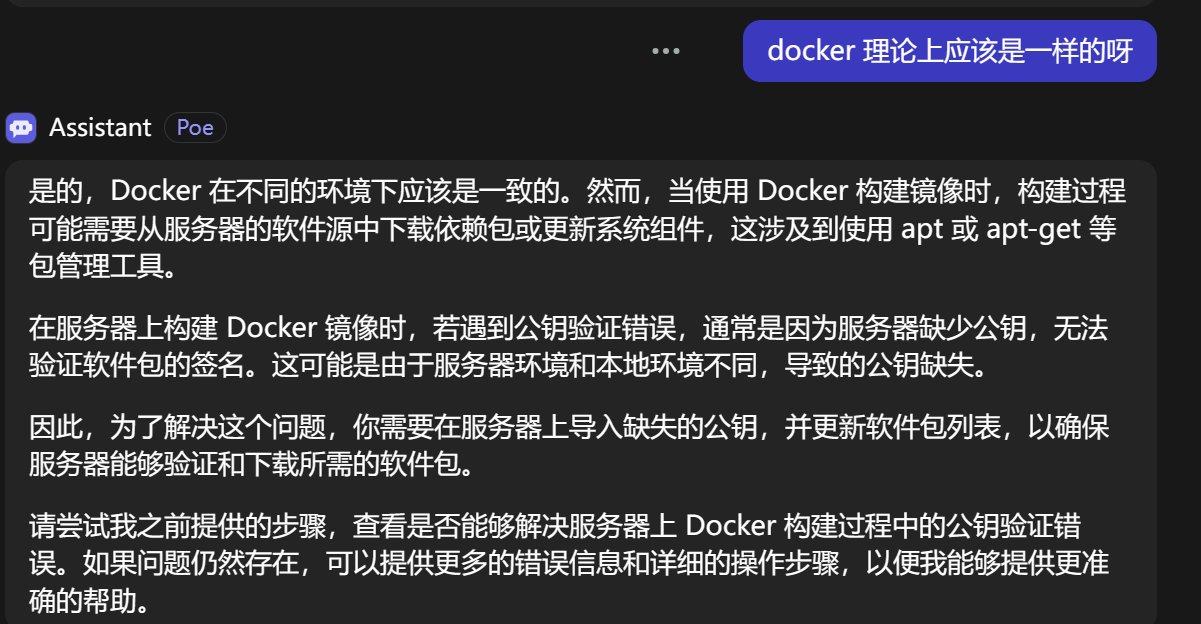 docker 理论上应该是一样的呀
Assistant Poe
是的，Docker 在不同的环境下应该是一致的。然而，当使用 Docker 构建镜像时，构建过程
可能需要从服务器的软件源中下载依赖包或更新系统组件，这涉及到使用 apt 或 apt-get 等
包管理工具。
在服务器上构建 Docker 镜像时，若遇到公钥验证错误，通常是因为服务器缺少公钥，无法
验证软件包的签名。这可能是由于服务器环境和本地环境不同，导致的公钥缺失。
因此，为了解决这个问题，你需要在服务器上导入缺失的公钥，并更新软件包列表，以确保
服务器能够验证和下载所需的软件包。
请尝试我之前提供的步骤，查看是否能够解决服务器上 Docker 构建过程中的公钥验证错
误。如果问题仍然存在，可以提供更多的错误信息和详细的操作步骤，以便我能够提供更准
确的帮助。